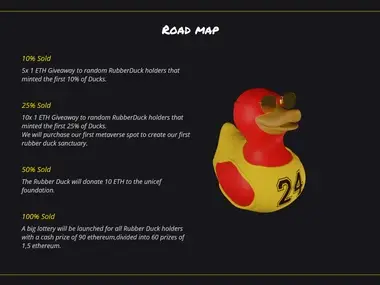 ROAD MAP
10% Sold
5x 1 ETH Giveaway to random RubberDuck holders that
minted the first 10% of Ducks.
25% Sold
10x 1 ETH Giveaway to random RubberDuck holders that
minted the first 25% of Ducks.
We will purchase our first metaverse spot to create our first
rubber duck sanctuary.
50% Sold
The Rubber Duck will donate 10 ETH to the unicef
foundation.
100% Sold
A big lottery will be launched for all Rubber Duck holders
with a cash prize of 90 ethereum,divided into 60 prizes of
1,5 ethereum.
24